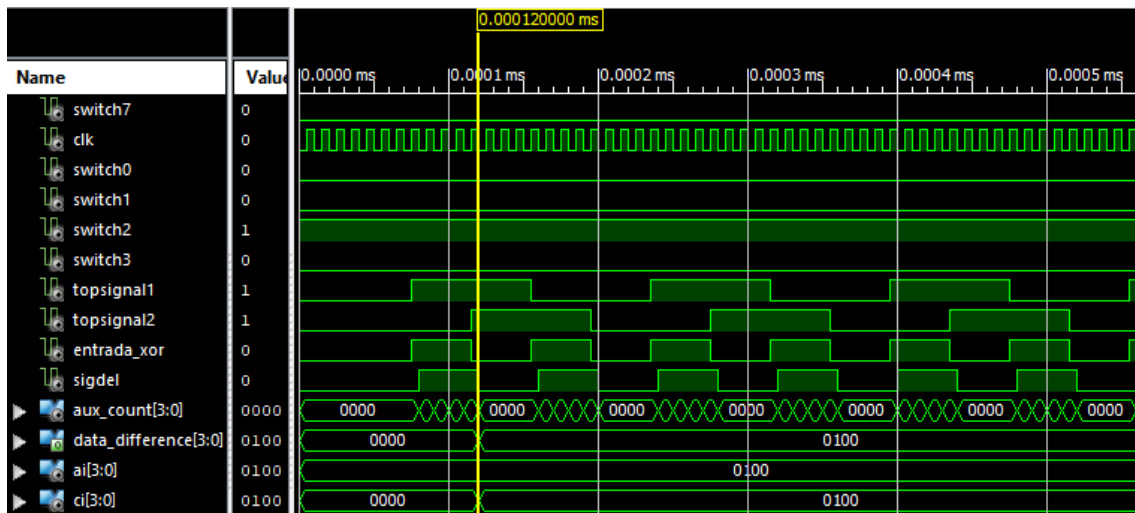 0.000120000 ms
Name Value 0.0000 ms 0.0001 ms 0.0002 ms 0.0003 ms 0.0004 ms 0.0005 ms
switch7 0
clk 0
switch0 0
switch1 0
switch2 1
switch3 0
topsignal1 1
topsignal2 1
entrada_xor 0
sigdel 0
aux_count[3:0] 0000 0000 0000 0000 0000 0000 0000 0000
data_difference[3:0] 0100 0000 0100
ai[3:0] 0100 0100
ci[3:0] 0100 0000 0100